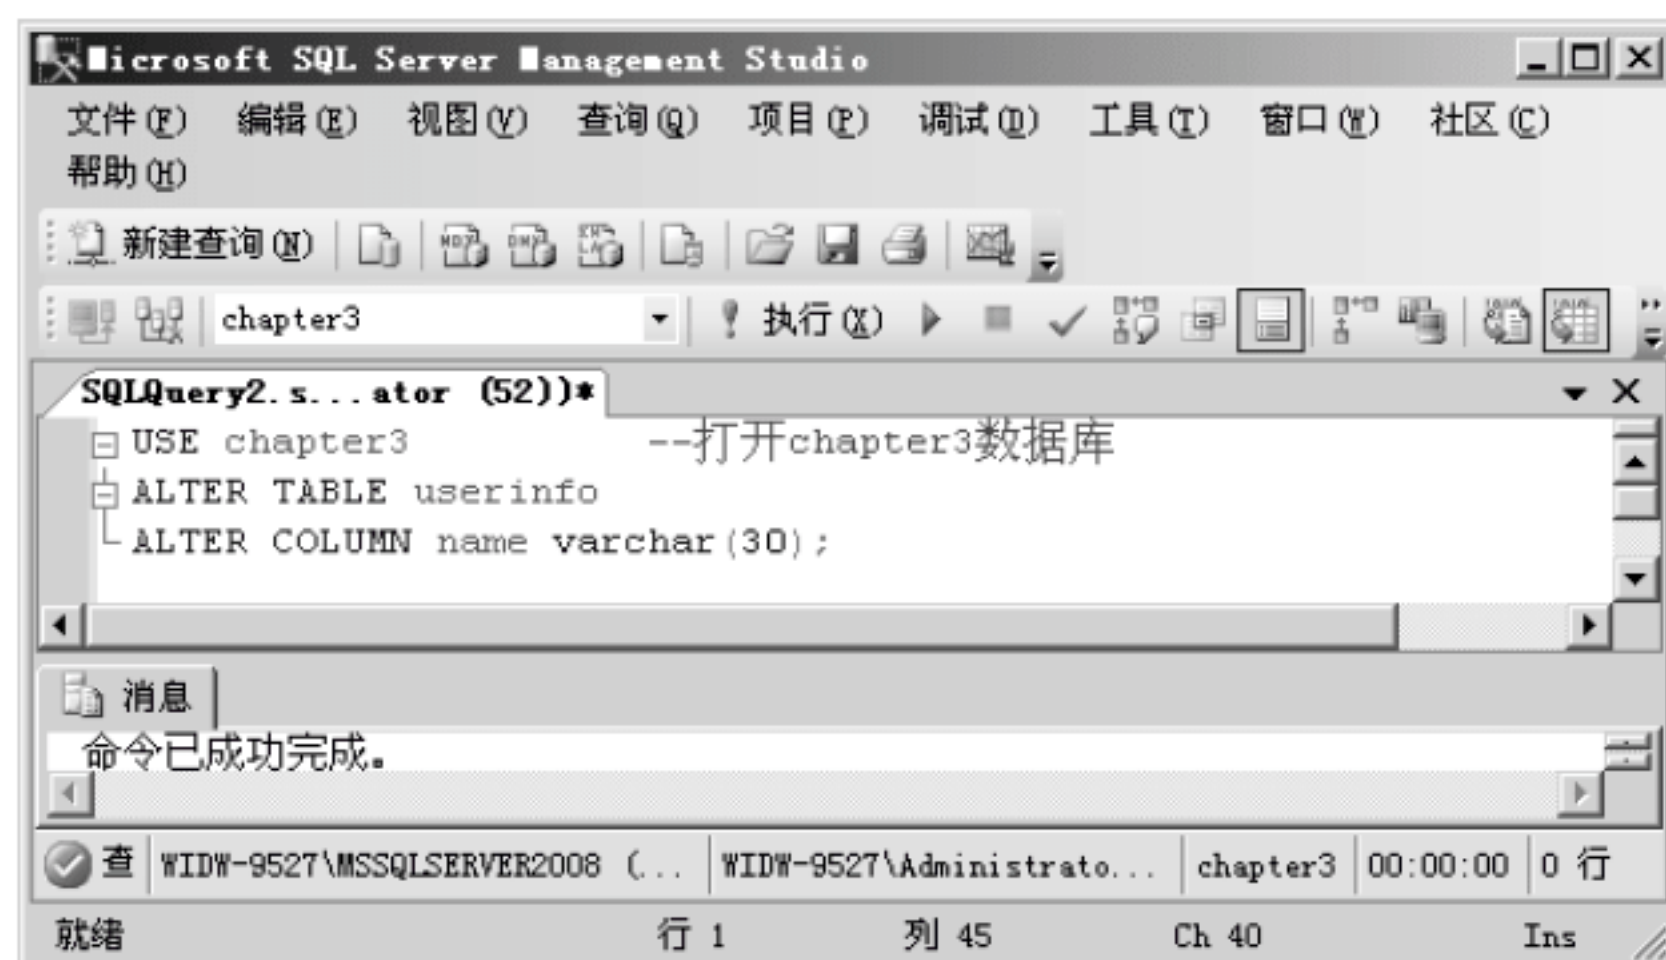 Microsoft SQL Server Management Studio
文件(F) 编辑(E) 视图(V) 查询(Q) 项目(P) 调试(D) 工具(T) 窗口(W) 社区(C)
帮助(H)
新建查询(N)
chapter3 执行(X)
SQLQuery2.s...ator (52))*
USE chapter3 --打开chapter3数据库
ALTER TABLE userinfo
ALTER COLUMN name varchar(30);
消息
命令已成功完成。
查 WIDW-9527\MSSQLSERVER2008 (... WIDW-9527\Administrato... chapter3 00:00:00 0 行
就绪 行 1 列 45 Ch 40 Ins